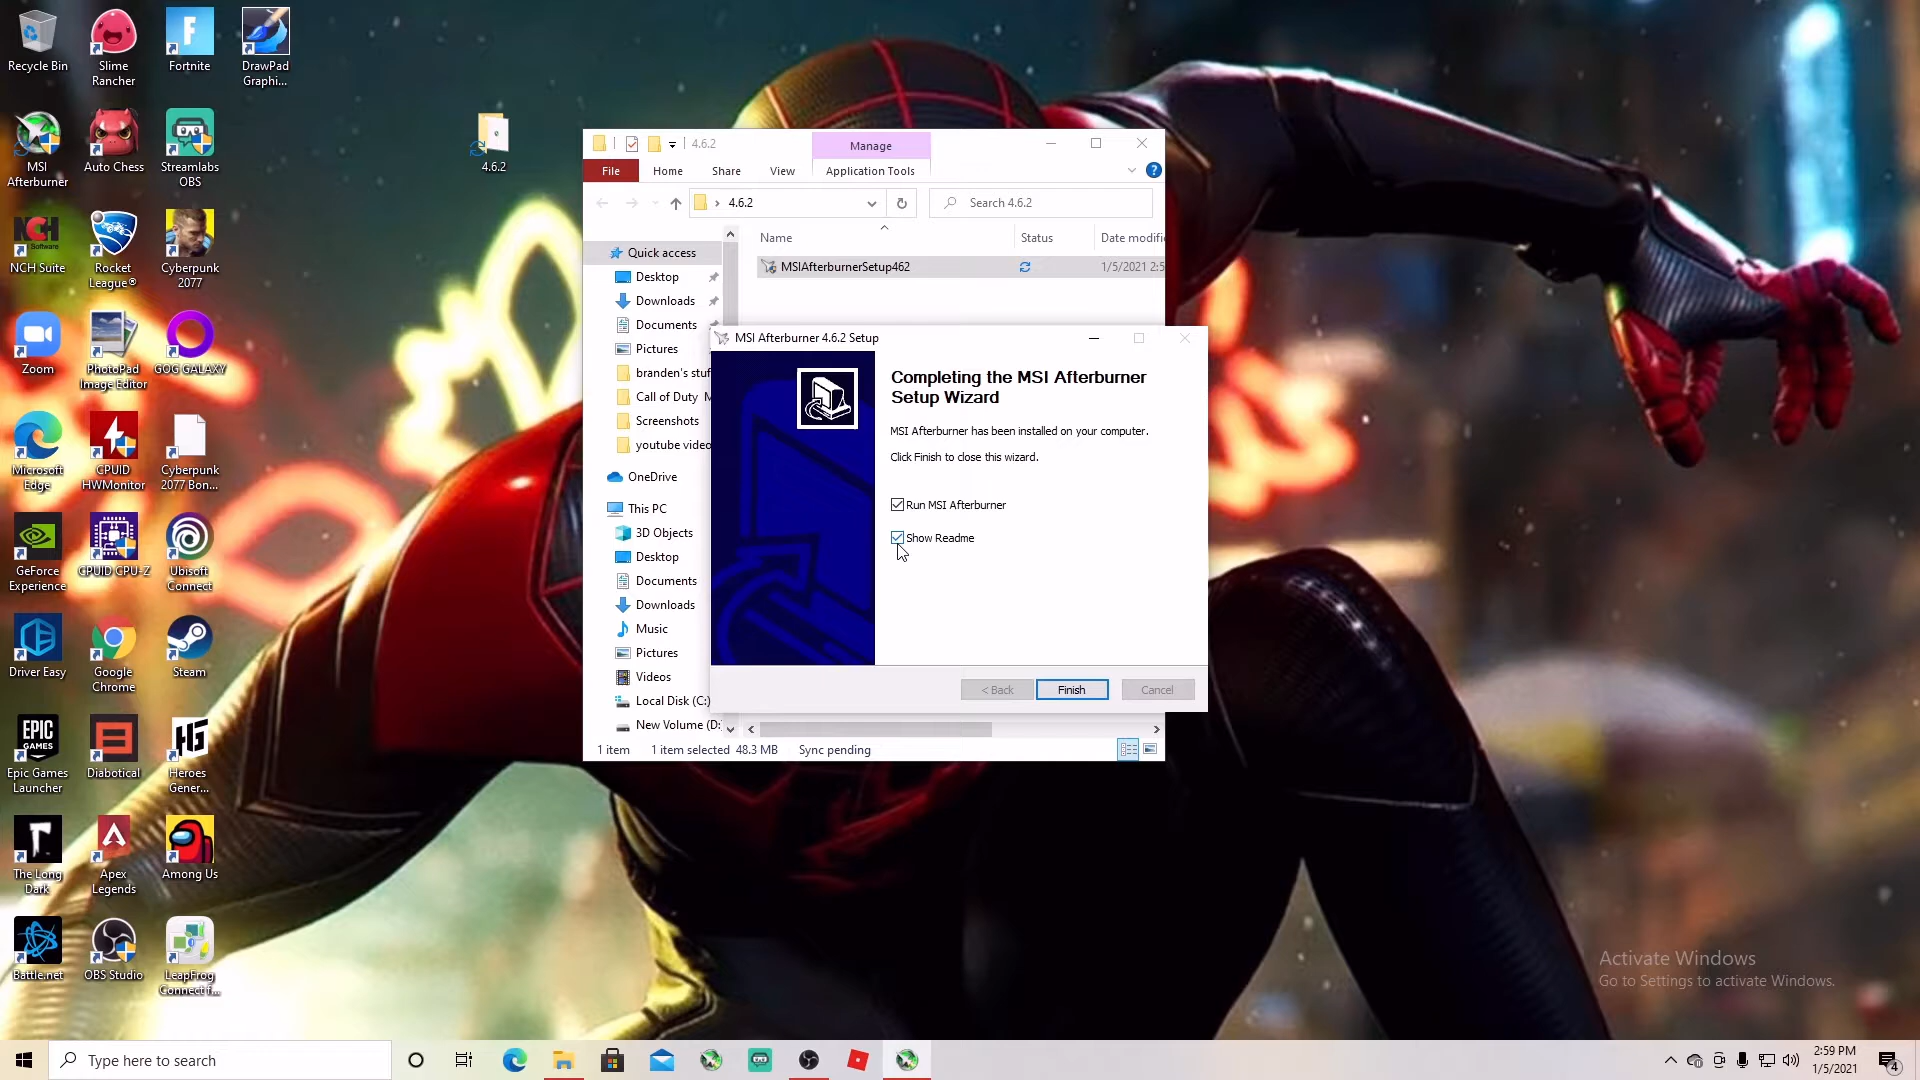 Recycle Bin
Slime Rancher
Fortnite
DrawPad Graphi...
MSI Afterburner
Auto Chess
Streamlabs OBS
4.6.2
NCH Suite
Rocket League®
Cyberpunk 2077
Zoom
PhotoPad Image Editor
GOG GALAXY
Microsoft Edge
CPUID HWMonitor
Cyberpunk 2077 Bon...
GeForce Experience
CPUID CPU-Z
Ubisoft Connect
Driver Easy
Google Chrome
Steam
EPIC GAMES
Epic Games Launcher
Diabotical
Heroes Gener...
The Long Dark
Apex Legends
Among Us
Battle.net
OBS Studio
LeapFrog Connect f...
4.6.2
Manage
File
Home
Share
View
Application Tools
4.6.2
Search 4.6.2
Name
Status
Date modifi
MSIAfterburnerSetup462
1/5/2021 2:5
Quick access
Desktop
Downloads
Documents
Pictures
branden's stuf
Call of Duty M
Screenshots
youtube video
OneDrive
This PC
3D Objects
Desktop
Documents
Downloads
Music
Pictures
Videos
Local Disk (C:)
New Volume (D:
1 item
1 item selected 48.3 MB
Sync pending
MSI Afterburner 4.6.2 Setup
Completing the MSI Afterburner
Setup Wizard
MSI Afterburner has been installed on your computer.
Click Finish to close this wizard.
Run MSI Afterburner
Show Readme
< Back
Finish
Cancel
Activate Windows
Go to Settings to activate Windows.
Type here to search
2:59 PM
1/5/2021
4